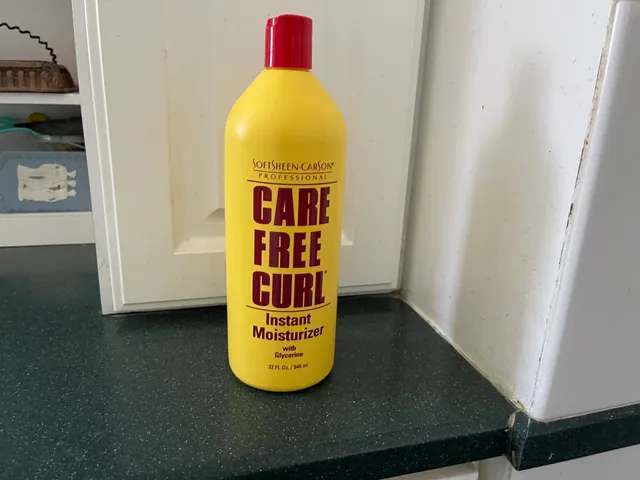 SOFTSHEEN·CARSON®
PROFESSIONAL
CARE
FREE
CURL®
Instant
Moisturizer
with
Glycerine
32 Fl. Oz. / 946 ml